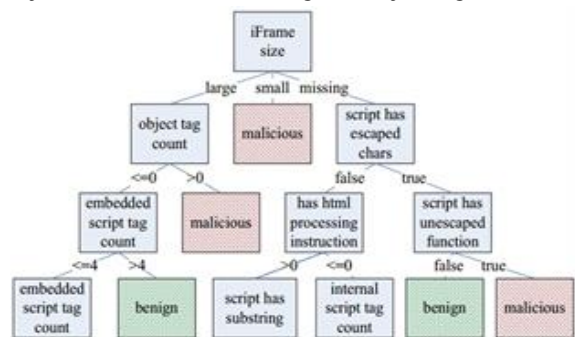 iFrame
size
large small missing
object tag
count
malicious
script has
escaped
chars
<=0 >0 false true
embedded
script tag
count
malicious
has html
processing
instruction
script has
unescaped
function
<=4 >4 >0 <=0 false true
embedded
script tag
count
benign
script has
substring
internal
script tag
count
benign
malicious